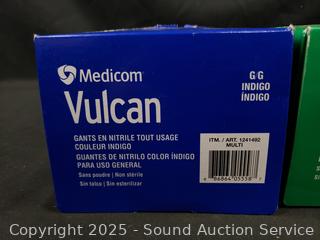 Medicom
Vulcan
G G
INDIGO
ÍNDIGO
GANTS EN NITRILE TOUT USAGE
COULEUR INDIGO
GUANTES DE NITRILO COLOR ÍNDIGO
PARA USO GENERAL
Sans poudre | Non stérile
Sin talco | Sin esterilizar
ITM. / ART. 1241492
MULTI
Copyright 2025 - Sound Auction Service